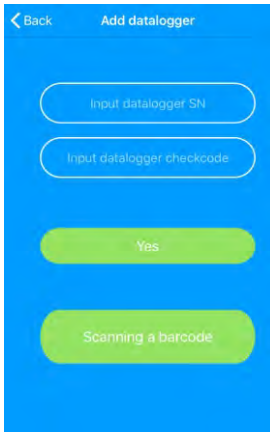 Back Add datalogger
Input datalogger SN
Input datalogger checkcode
Yes
Scanning a barcode